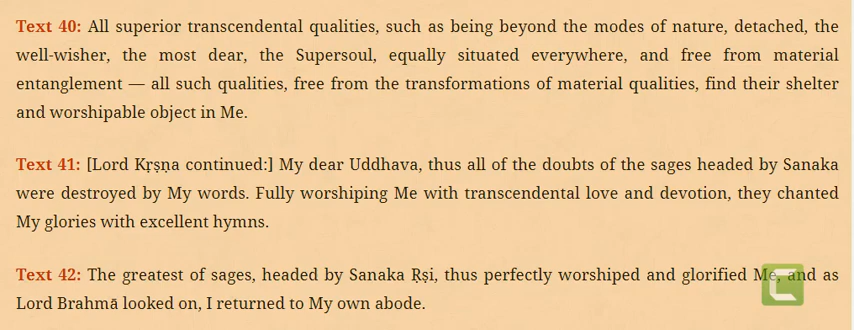 Text 40: All superior transcendental qualities, such as being beyond the modes of nature, detached, the
well-wisher, the most dear, the Supersoul, equally situated everywhere, and free from material
entanglement — all such qualities, free from the transformations of material qualities, find their shelter
and worshipable object in Me.
Text 41: [Lord Kṛṣṇa continued:] My dear Uddhava, thus all of the doubts of the sages headed by Sanaka
were destroyed by My words. Fully worshiping Me with transcendental love and devotion, they chanted
My glories with excellent hymns.
Text 42: The greatest of sages, headed by Sanaka Ṛṣi, thus perfectly worshiped and glorified Me, and as
Lord Brahmā looked on, I returned to My own abode.